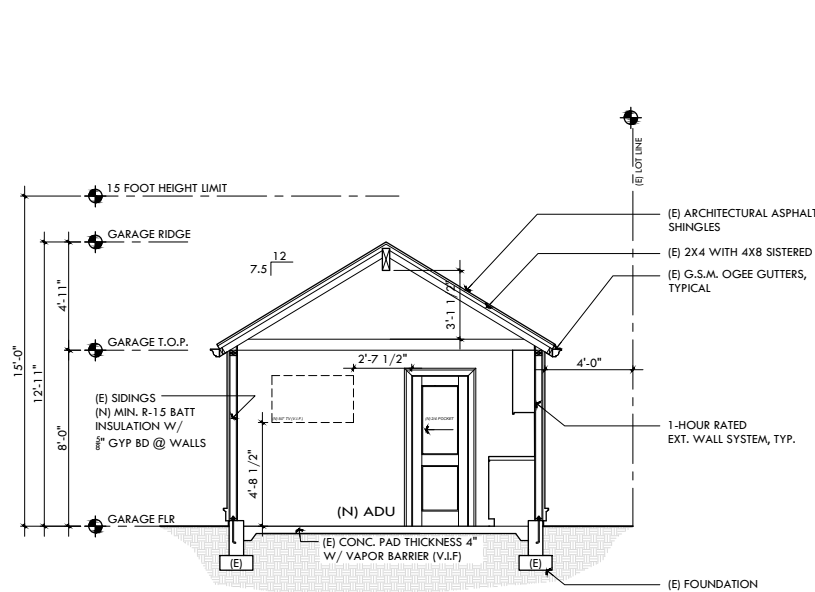 (E) LOT LINE
15 FOOT HEIGHT LIMIT
(E) ARCHITECTURAL ASPHALT
SHINGLES
GARAGE RIDGE
12
7.5
(E) 2X4 WITH 4X8 SISTERED
(E) G.S.M. OGEE GUTTERS,
TYPICAL
4'-11"
3'-1 1/2"
GARAGE T.O.P.
15'-0"
12'-11"
2'-7 1/2"
4'-0"
(E) SIDINGS
(N) MIN. R-15 BATT
INSULATION W/
GYP BD @ WALLS
8'-0"
1-HOUR RATED
EXT. WALL SYSTEM, TYP.
4'-8 1/2"
(N) ADU
GARAGE FLR
(E) CONC. PAD THICKNESS 4"
W/ VAPOR BARRIER (V.I.F)
(E)
(E)
(E) FOUNDATION